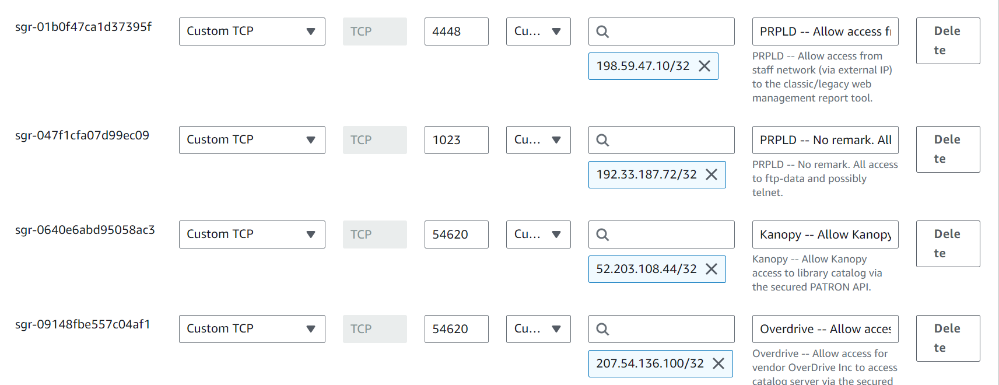 sgr-01b0f47ca1d37395f Custom TCP TCP 4448 Cu... PRPLD -- Allow access fr Dele
te
198.59.47.10/32
PRPLD -- Allow access from
staff network (via external IP)
to the classic/legacy web
management report tool.
sgr-047f1cfa07d99ec09 Custom TCP TCP 1023 Cu... PRPLD -- No remark. All Dele
te
192.33.187.72/32
PRPLD -- No remark. All access
to ftp-data and possibly
telnet.
sgr-0640e6abd95058ac3 Custom TCP TCP 54620 Cu... Kanopy -- Allow Kanopy Dele
te
52.203.108.44/32
Kanopy -- Allow Kanopy
access to library catalog via
the secured PATRON API.
sgr-09148fbe557c04af1 Custom TCP TCP 54620 Cu... Overdrive -- Allow acces Dele
te
207.54.136.100/32
Overdrive -- Allow access for
vendor OverDrive Inc to access
catalog server via the secured